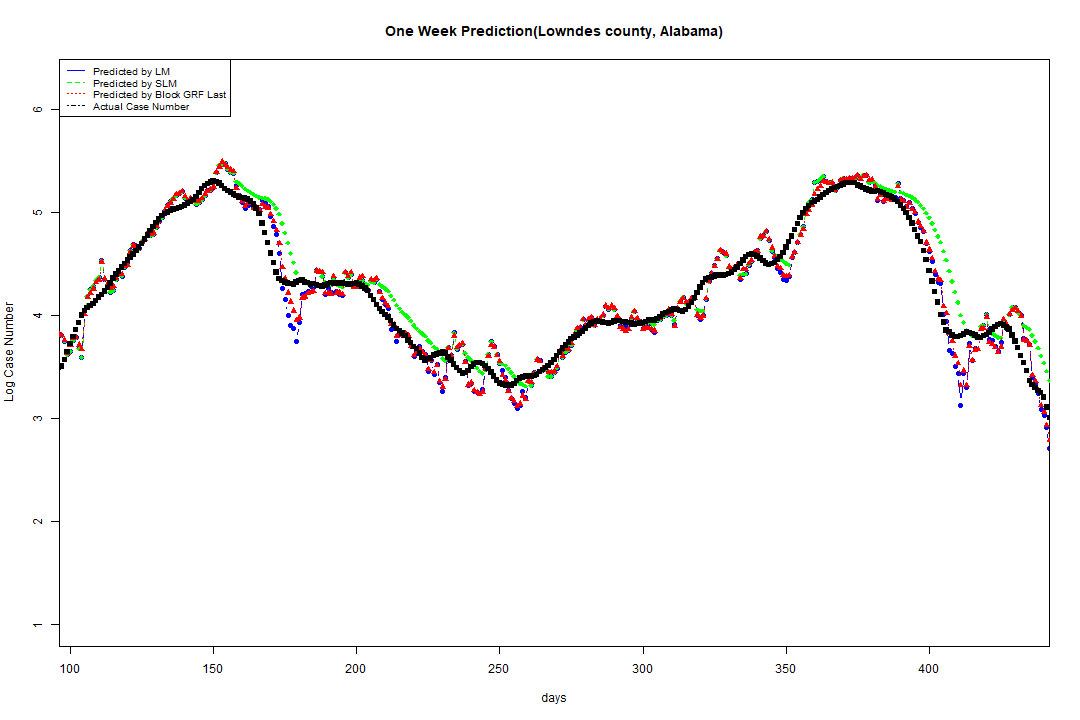 One Week Prediction(Lowndes county, Alabama)
Predicted by LM
Predicted by SLM
Predicted by Block GRF Last
Actual Case Number
6
5
4
3
2
1
Log Case Number
100 150 200 250 300 350 400
days